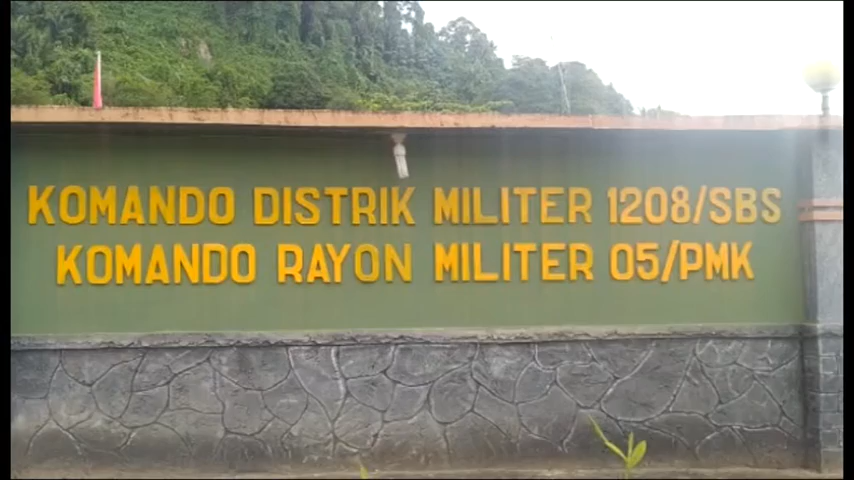 KOMANDO DISTRIK MILITER 1208/SBS
KOMANDO RAYON MILITER 05/PMK